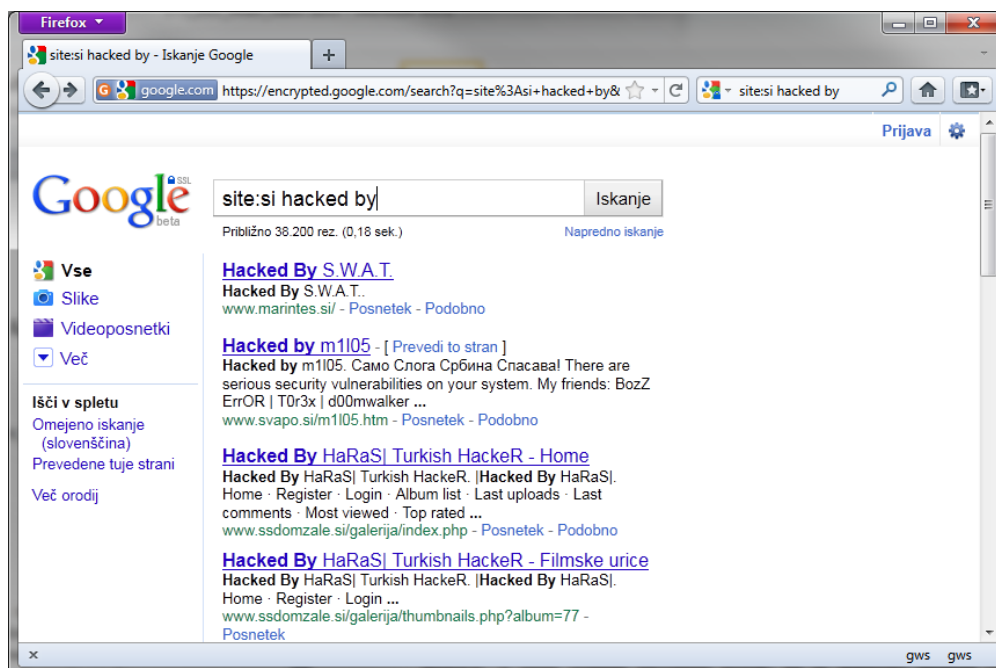 Firefox
site:si hacked by - Iskanje Google
google.com https://encrypted.google.com/search?q=site%3Asi+hacked+by& site:si hacked by
Prijava
Google SSL beta
site:si hacked by Iskanje
Približno 38.200 rez. (0,18 sek.) Napredno iskanje
Vse
Slike
Videoposnetki
Več
Išči v spletu
Omejeno iskanje
(slovenščina)
Prevedene tuje strani
Več orodij
Hacked By S.W.A.T.
Hacked By S.W.A.T..
www.marintes.si/ - Posnetek - Podobno
Hacked by m1l05 - [ Prevedi to stran ]
Hacked by m1l05. Само Слога Србина Спасава! There are
serious security vulnerabilities on your system. My friends: BozZ
ErrOR | T0r3x | d00mwalker ...
www.svapo.si/m1l05.htm - Posnetek - Podobno
Hacked By HaRaS| Turkish HackeR - Home
Hacked By HaRaS| Turkish HackeR. |Hacked By HaRaS|.
Home · Register · Login · Album list · Last uploads · Last
comments · Most viewed · Top rated ...
www.ssdomzale.si/galerija/index.php - Posnetek - Podobno
Hacked By HaRaS| Turkish HackeR - Filmske urice
Hacked By HaRaS| Turkish HackeR. |Hacked By HaRaS|.
Home · Register · Login ...
www.ssdomzale.si/galerija/thumbnails.php?album=77 -
Posnetek
gws gws